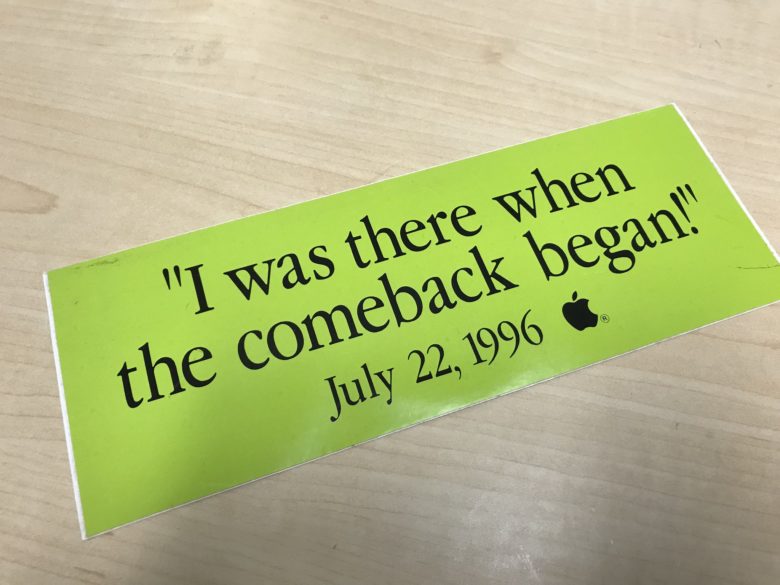 "I was there when
the comeback began!"
July 22, 1996 ®